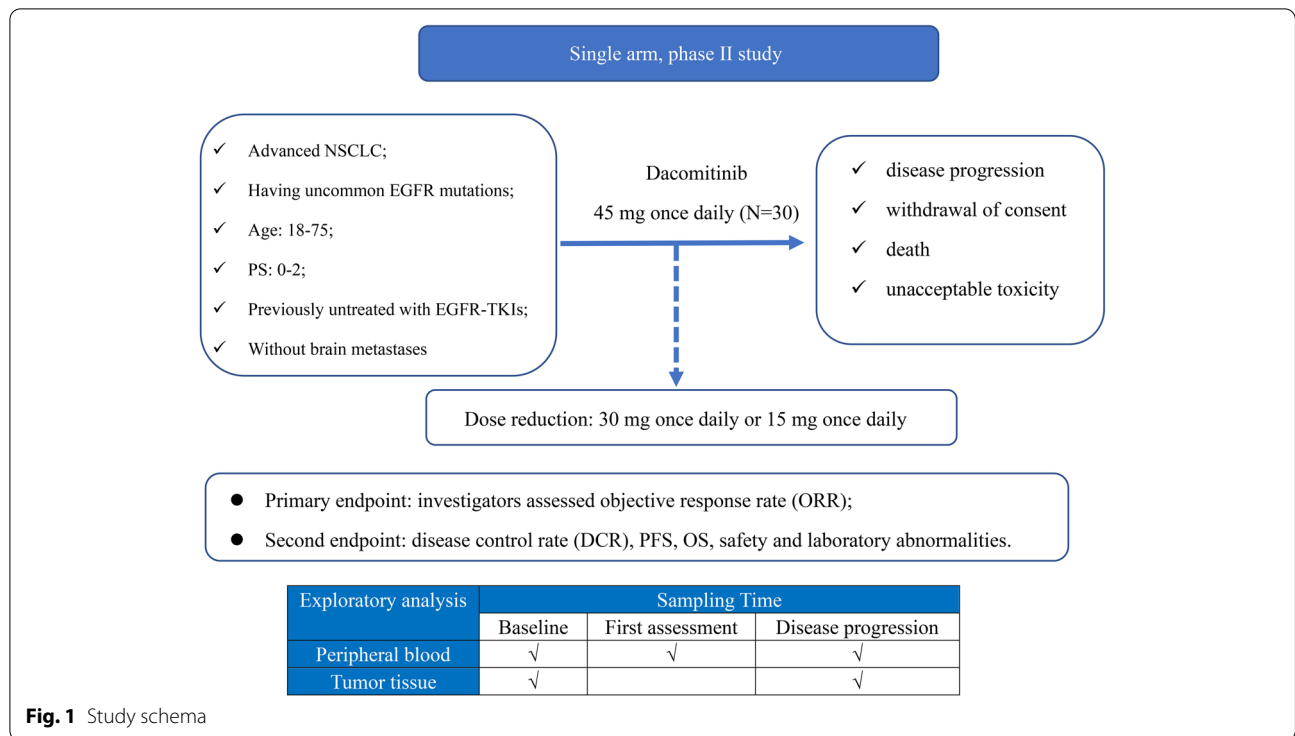 Single arm, phase II study
✓ Advanced NSCLC;
✓ Having uncommon EGFR mutations;
✓ Age: 18-75;
✓ PS: 0-2;
✓ Previously untreated with EGFR-TKIs;
✓ Without brain metastases
Dacomitinib
45 mg once daily (N=30)
✓ disease progression
✓ withdrawal of consent
✓ death
✓ unacceptable toxicity
Dose reduction: 30 mg once daily or 15 mg once daily
● Primary endpoint: investigators assessed objective response rate (ORR);
● Second endpoint: disease control rate (DCR), PFS, OS, safety and laboratory abnormalities.
Exploratory analysis Sampling Time
Baseline First assessment Disease progression
Peripheral blood √ √ √
Tumor tissue √ √
Fig. 1 Study schema